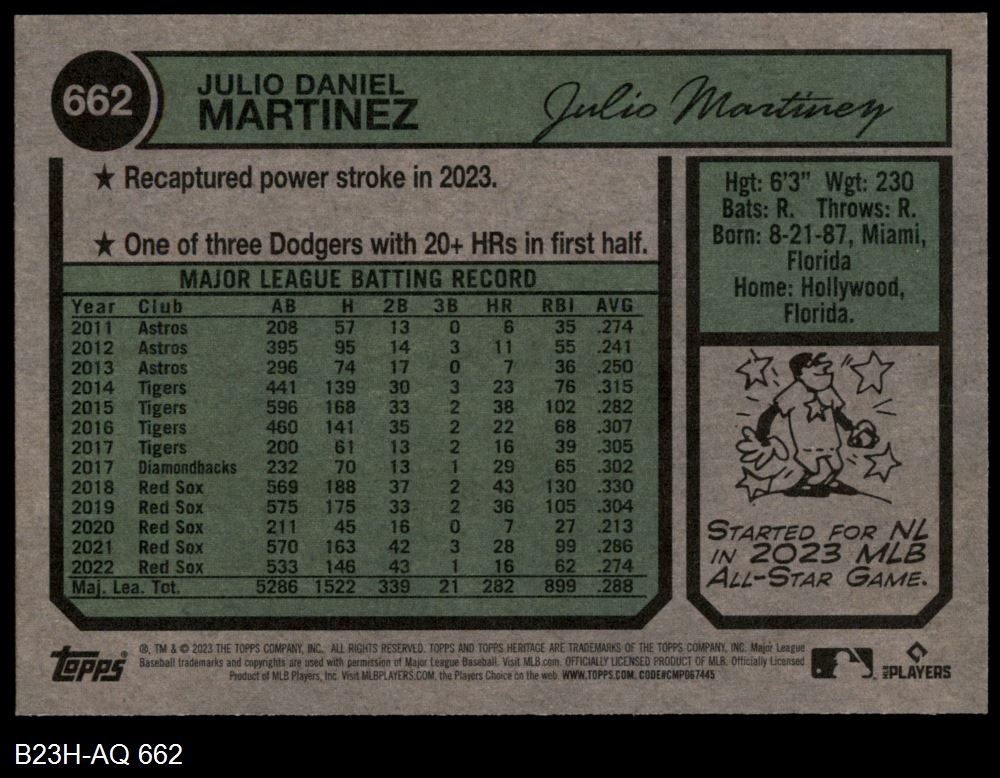 662
JULIO DANIEL
MARTINEZ
Julio Martinez
★ Recaptured power stroke in 2023.
★ One of three Dodgers with 20+ HRs in first half.
MAJOR LEAGUE BATTING RECORD
Year Club AB H 2B 3B HR RBI AVG
2011 Astros 208 57 13 0 6 35 .274
2012 Astros 395 95 14 3 11 55 .241
2013 Astros 296 74 17 0 7 36 .250
2014 Tigers 441 139 30 3 23 76 .315
2015 Tigers 596 168 33 2 38 102 .282
2016 Tigers 460 141 35 2 22 68 .307
2017 Tigers 200 61 13 2 16 39 .305
2017 Diamondbacks 232 70 13 1 29 65 .302
2018 Red Sox 569 188 37 2 43 130 .330
2019 Red Sox 575 175 33 2 36 105 .304
2020 Red Sox 211 45 16 0 7 27 .213
2021 Red Sox 570 163 42 3 28 99 .286
2022 Red Sox 533 146 43 1 16 62 .274
Maj. Lea. Tot. 5286 1522 339 21 282 899 .288
Hgt: 6'3" Wgt: 230
Bats: R. Throws: R.
Born: 8-21-87, Miami,
Florida
Home: Hollywood,
Florida.
STARTED FOR NL
IN 2023 MLB
ALL-STAR GAME.
Topps
®, TM & © 2023 THE TOPPS COMPANY, INC. ALL RIGHTS RESERVED. TOPPS AND TOPPS HERITAGE ARE TRADEMARKS OF THE TOPPS COMPANY, INC. Major League
Baseball trademarks and copyrights are used with permission of Major League Baseball. Visit MLB.com. OFFICIALLY LICENSED PRODUCT OF MLB. Officially Licensed
Product of MLB Players, Inc. Visit MLBPLAYERS.COM, the Players Choice on the web. WWW.TOPPS.COM. CODE#CMP067445
MLB PLAYERS
B23H-AQ 662